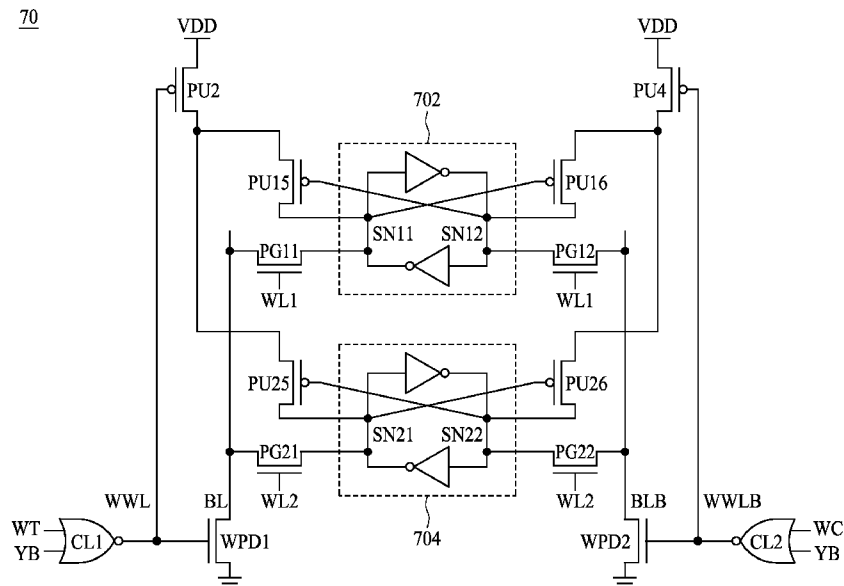 70
VDD VDD
PU2 PU4
702
PU15 PU16
SN11 SN12
PG11 PG12
WL1 WL1
PU25 PU26
SN21 SN22
PG21 PG22
WL2 WL2
WWL BL BLB WWLB
WT CL1 WPD1 704 WPD2 CL2 WC
YB YB